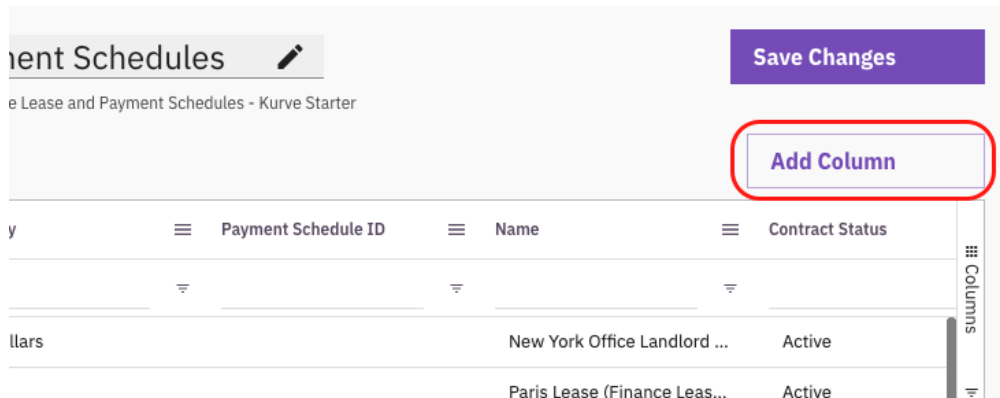 nent Schedules
Save Changes
e Lease and Payment Schedules - Kurve Starter
Add Column
y Payment Schedule ID Name Contract Status
Columns
llars New York Office Landlord ... Active
Paris Lease (Finance Leas... Active